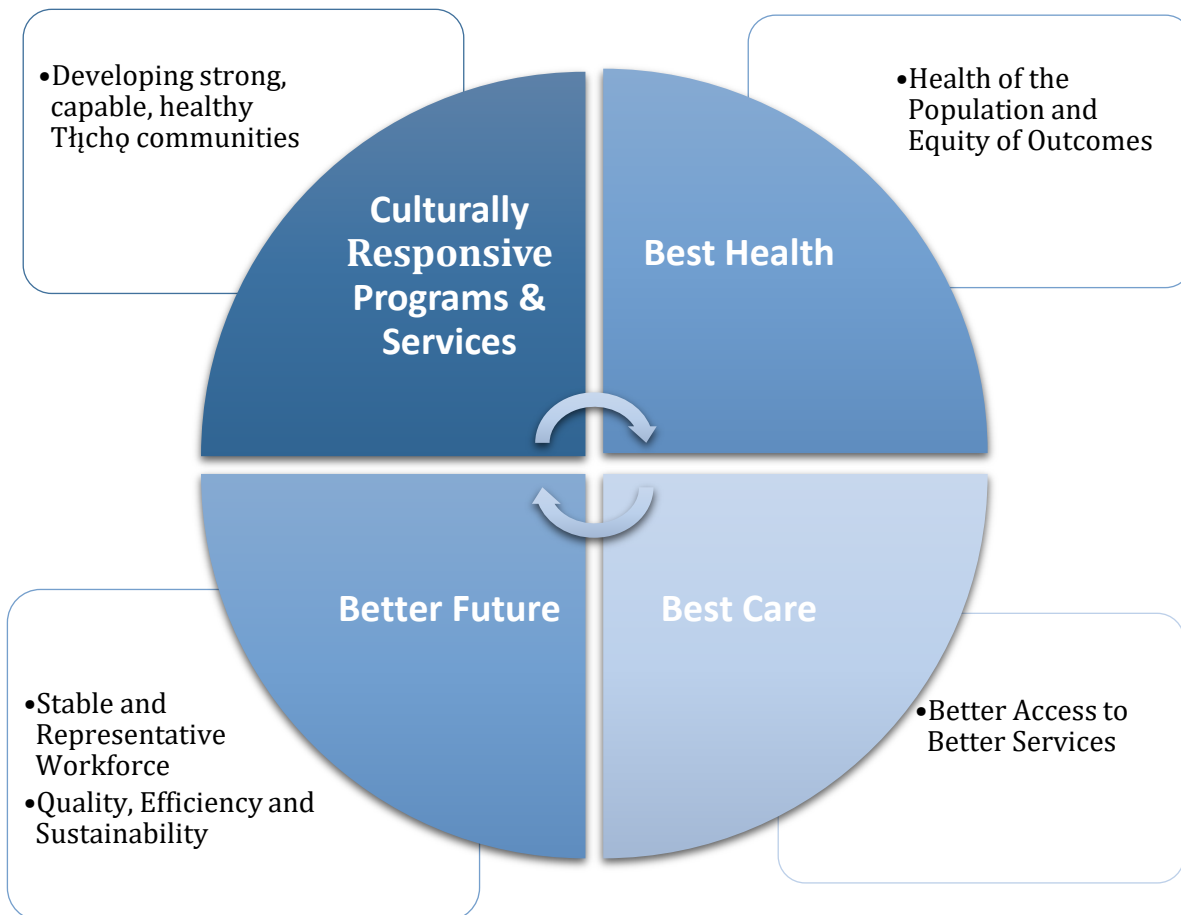 •Developing strong,
capable, healthy
Tłı̨chǫ communities
•Health of the
Population and
Equity of Outcomes
Culturally
Responsive
Programs &
Services
Best Health
Better Future
Best Care
•Stable and
Representative
Workforce
•Quality, Efficiency and
Sustainability
•Better Access to
Better Services